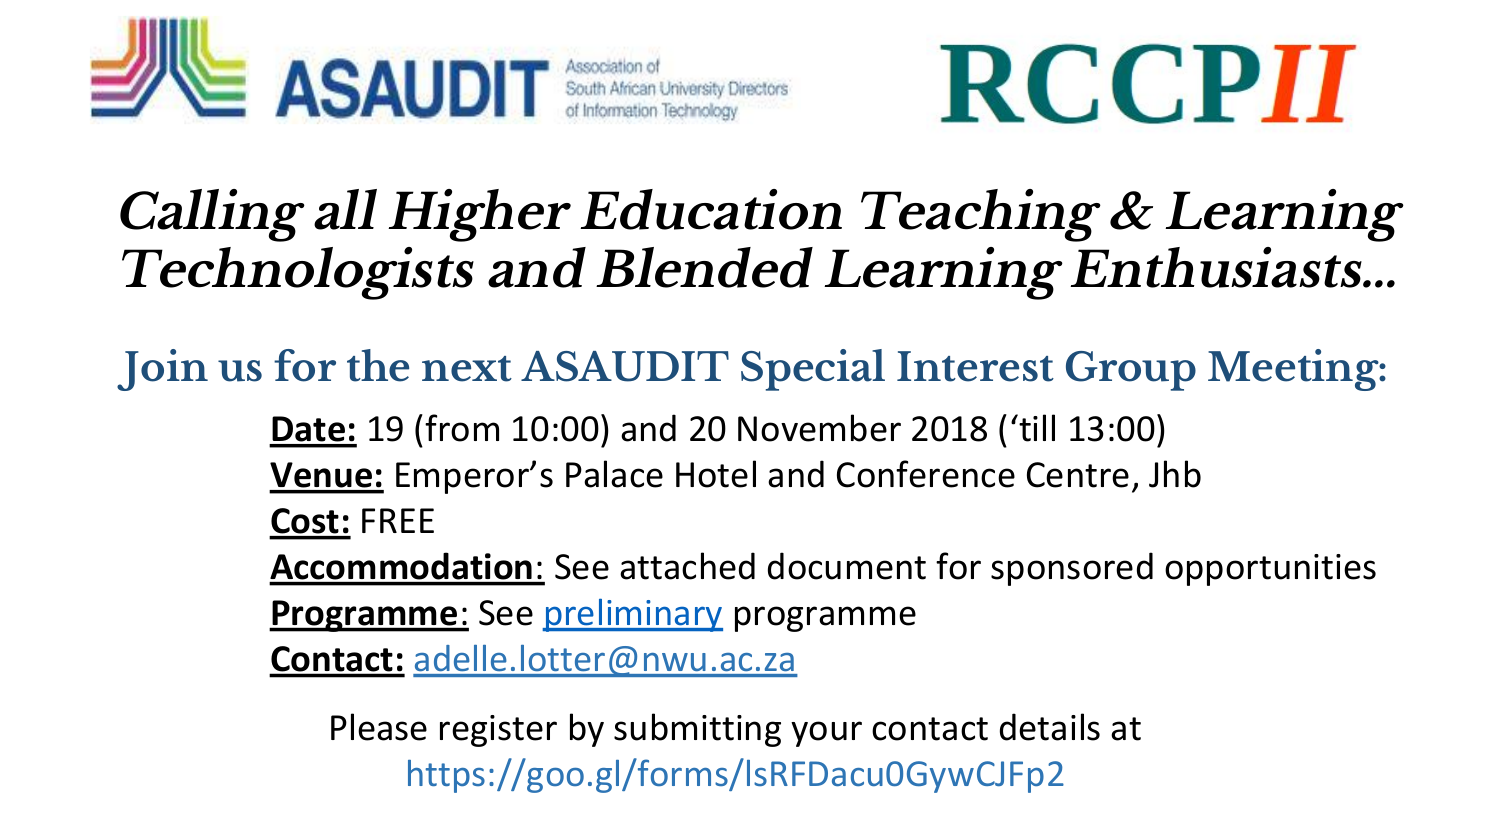 ASAUDIT
Association of
South African University Directors
of Information Technology
RCCPII
Calling all Higher Education Teaching & Learning
Technologists and Blended Learning Enthusiasts...
Join us for the next ASAUDIT Special Interest Group Meeting:
Date: 19 (from 10:00) and 20 November 2018 (‘till 13:00)
Venue: Emperor’s Palace Hotel and Conference Centre, Jhb
Cost: FREE
Accommodation: See attached document for sponsored opportunities
Programme: See preliminary programme
Contact: adelle.lotter@nwu.ac.za
Please register by submitting your contact details at
https://goo.gl/forms/lsRFDacu0GywCJFp2